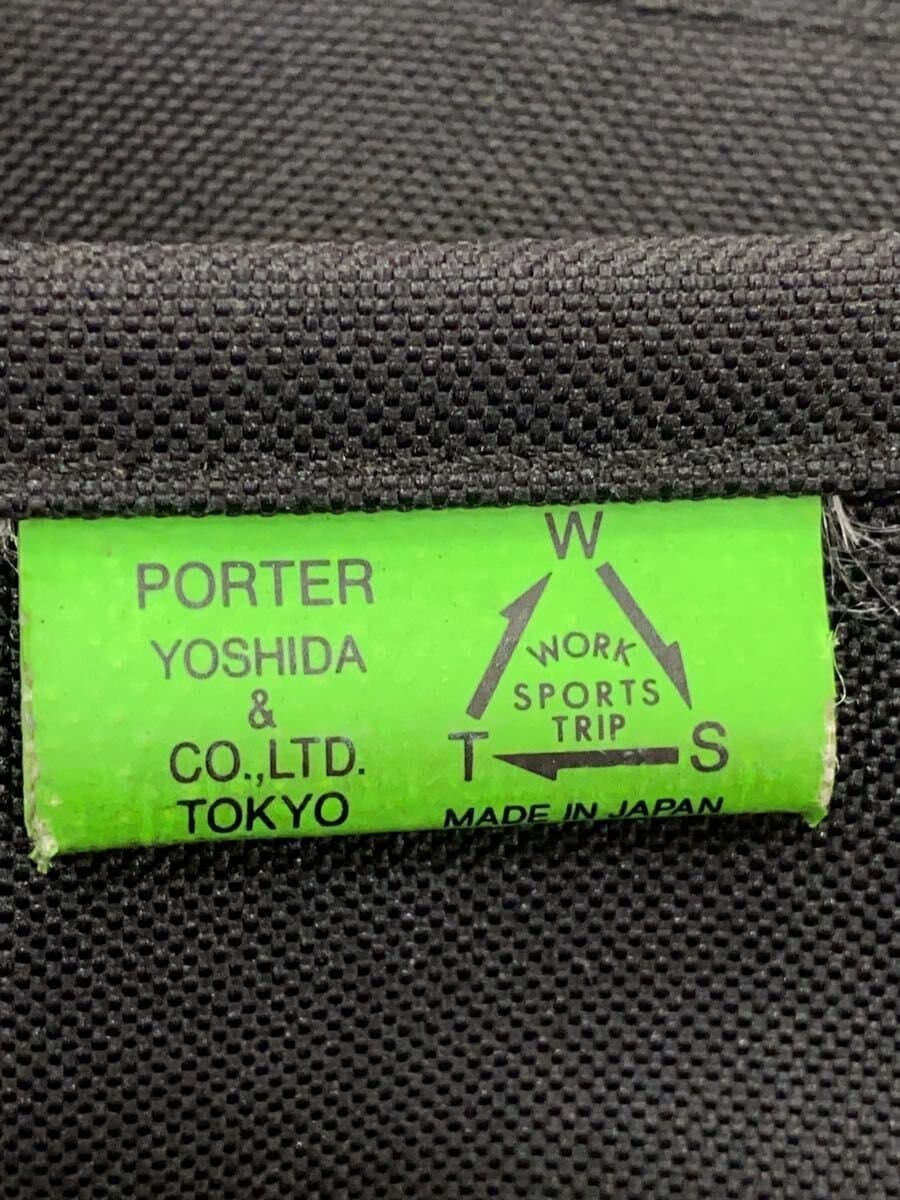 PORTER
YOSHIDA
&
CO.,LTD.
TOKYO
W
WORK
SPORTS
TRIP
T
S
MADE IN JAPAN